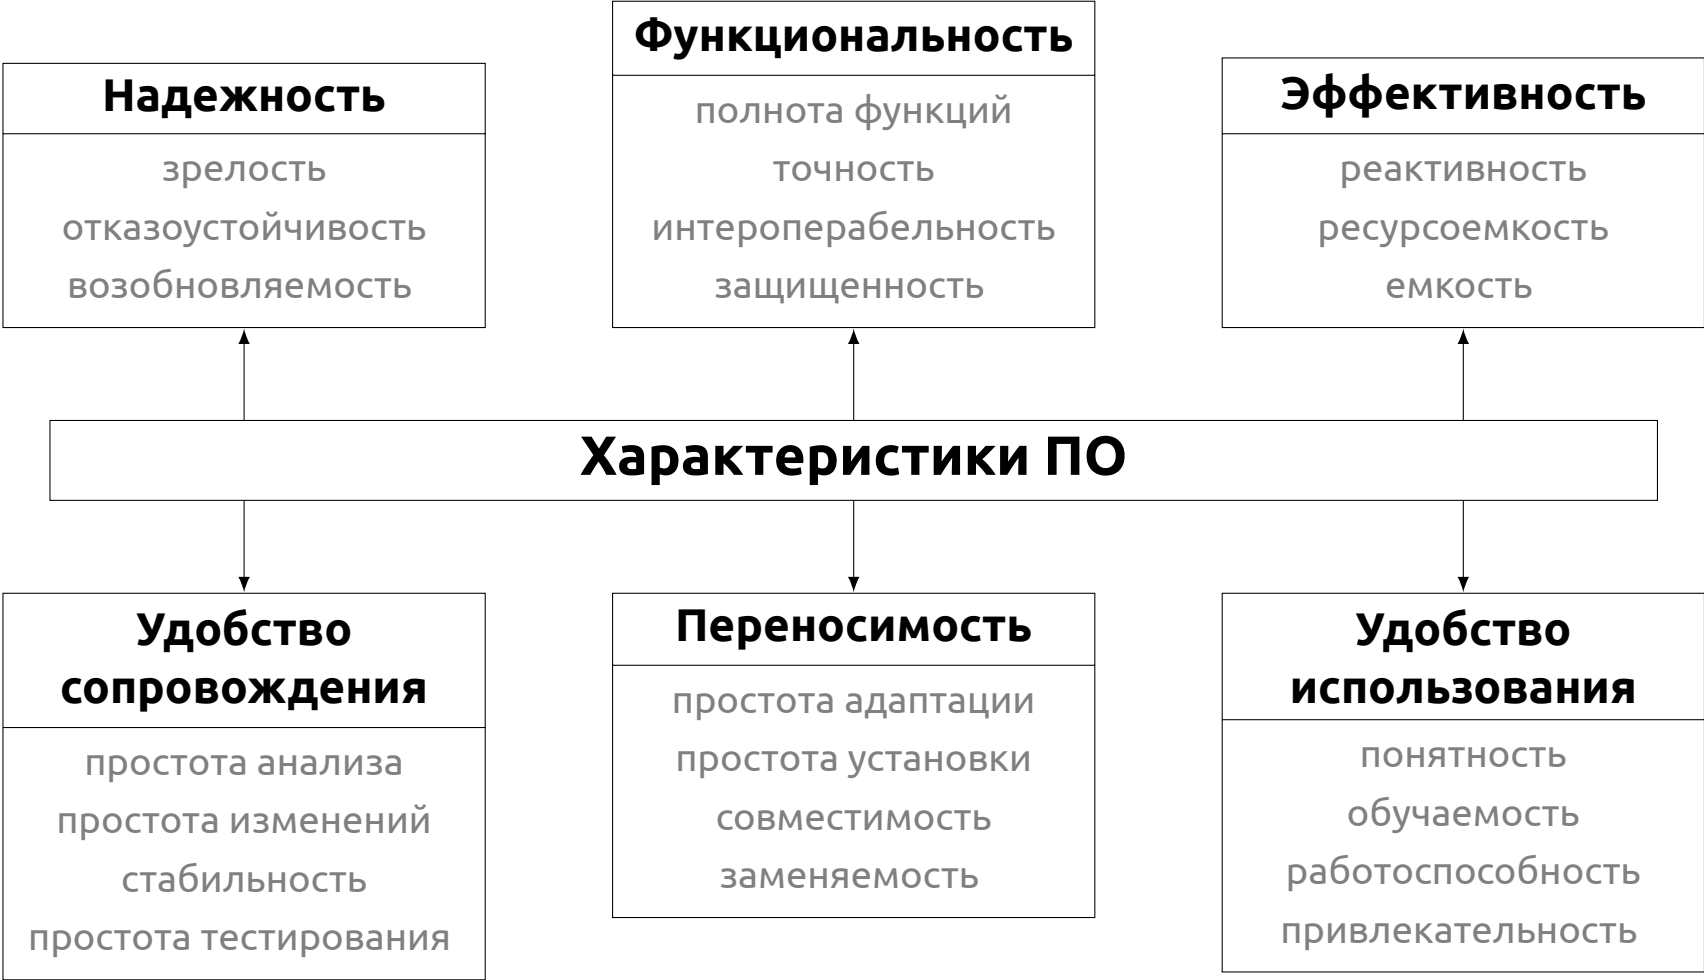 Надежность
зрелость
отказоустойчивость
возобновляемость
Функциональность
полнота функций
точность
интероперабельность
защищенность
Эффективность
реактивность
ресурсоемкость
емкость
Характеристики ПО
Удобство
сопровождения
простота анализа
простота изменений
стабильность
простота тестирования
Переносимость
простота адаптации
простота установки
совместимость
заменяемость
Удобство
использования
понятность
обучаемость
работоспособность
привлекательность